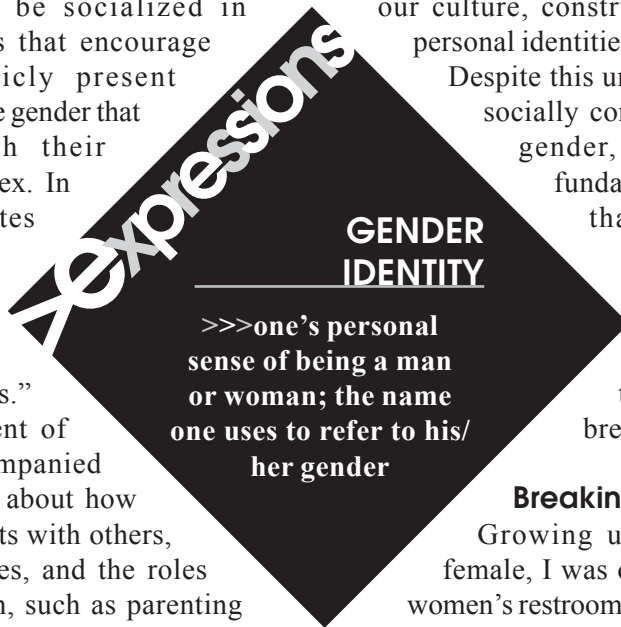 be socialized in
s that encourage
icly present
e gender that
h their
ex. In
tes
s.”
ent of
mpanied
about how
ts with others,
es, and the roles
n, such as parenting
>expressions
GENDER
IDENTITY
>>>one’s personal
sense of being a man
or woman; the name
one uses to refer to his/
her gender
our culture, constr
personal identitie
Despite this u
socially co
gender,
funda
tha
bre
Breakin
Growing u
female, I was
women’s restroom